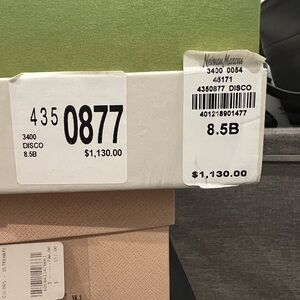 435 0877
3400
DISCO
8.5B
$1,130.00
Neiman Marcus
3400 0054
45171
4350877 DISCO
401218901477
8.5B
$1,130.00